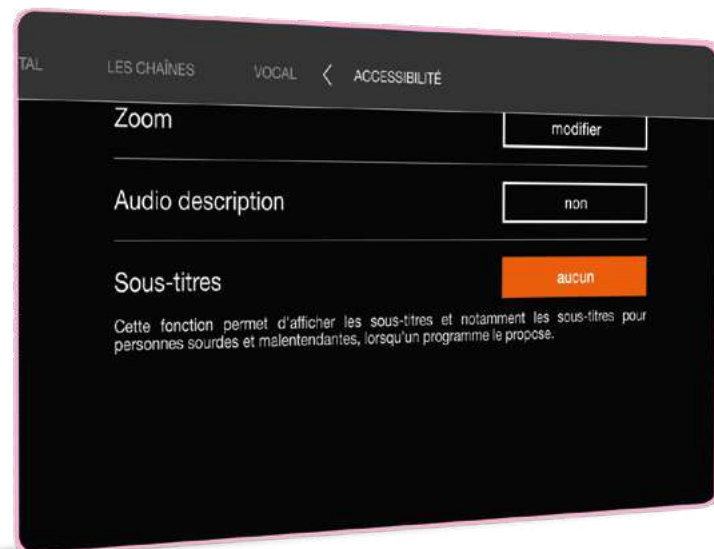 TAL LES CHAÎNES VOCAL < ACCESSIBILITÉ
Zoom modifier
Audio description non
Sous-titres aucun
Cette fonction permet d'afficher les sous-titres et notamment les sous-titres pour
personnes sourdes et malentendantes, lorsqu'un programme le propose.